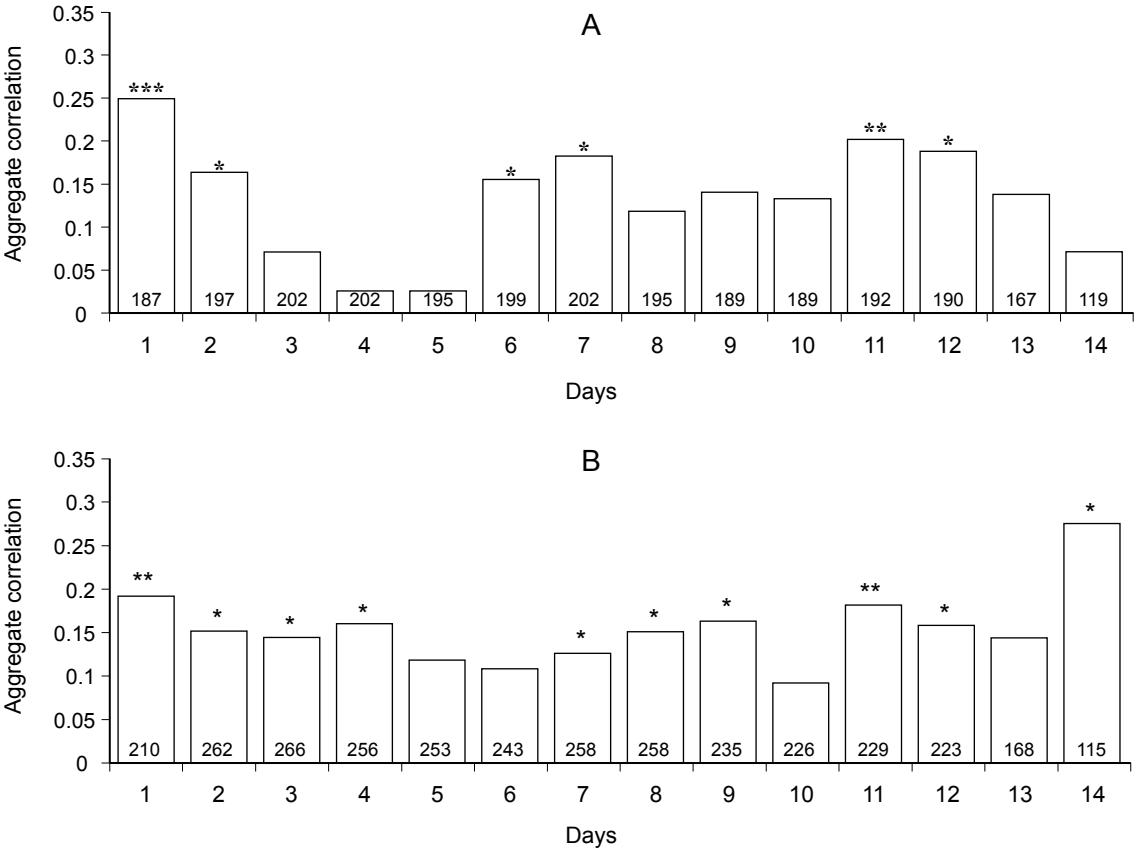 A
Aggregate correlation
0.35
0.3
0.25
0.2
0.15
0.1
0.05
0
*** * * * ** *
187 197 202 202 195 199 202 195 189 189 192 190 167 119
1 2 3 4 5 6 7 8 9 10 11 12 13 14
Days
B
Aggregate correlation
0.35
0.3
0.25
0.2
0.15
0.1
0.05
0
** * * * * * * ** * *
210 262 266 256 253 243 258 258 235 226 229 223 168 115
1 2 3 4 5 6 7 8 9 10 11 12 13 14
Days